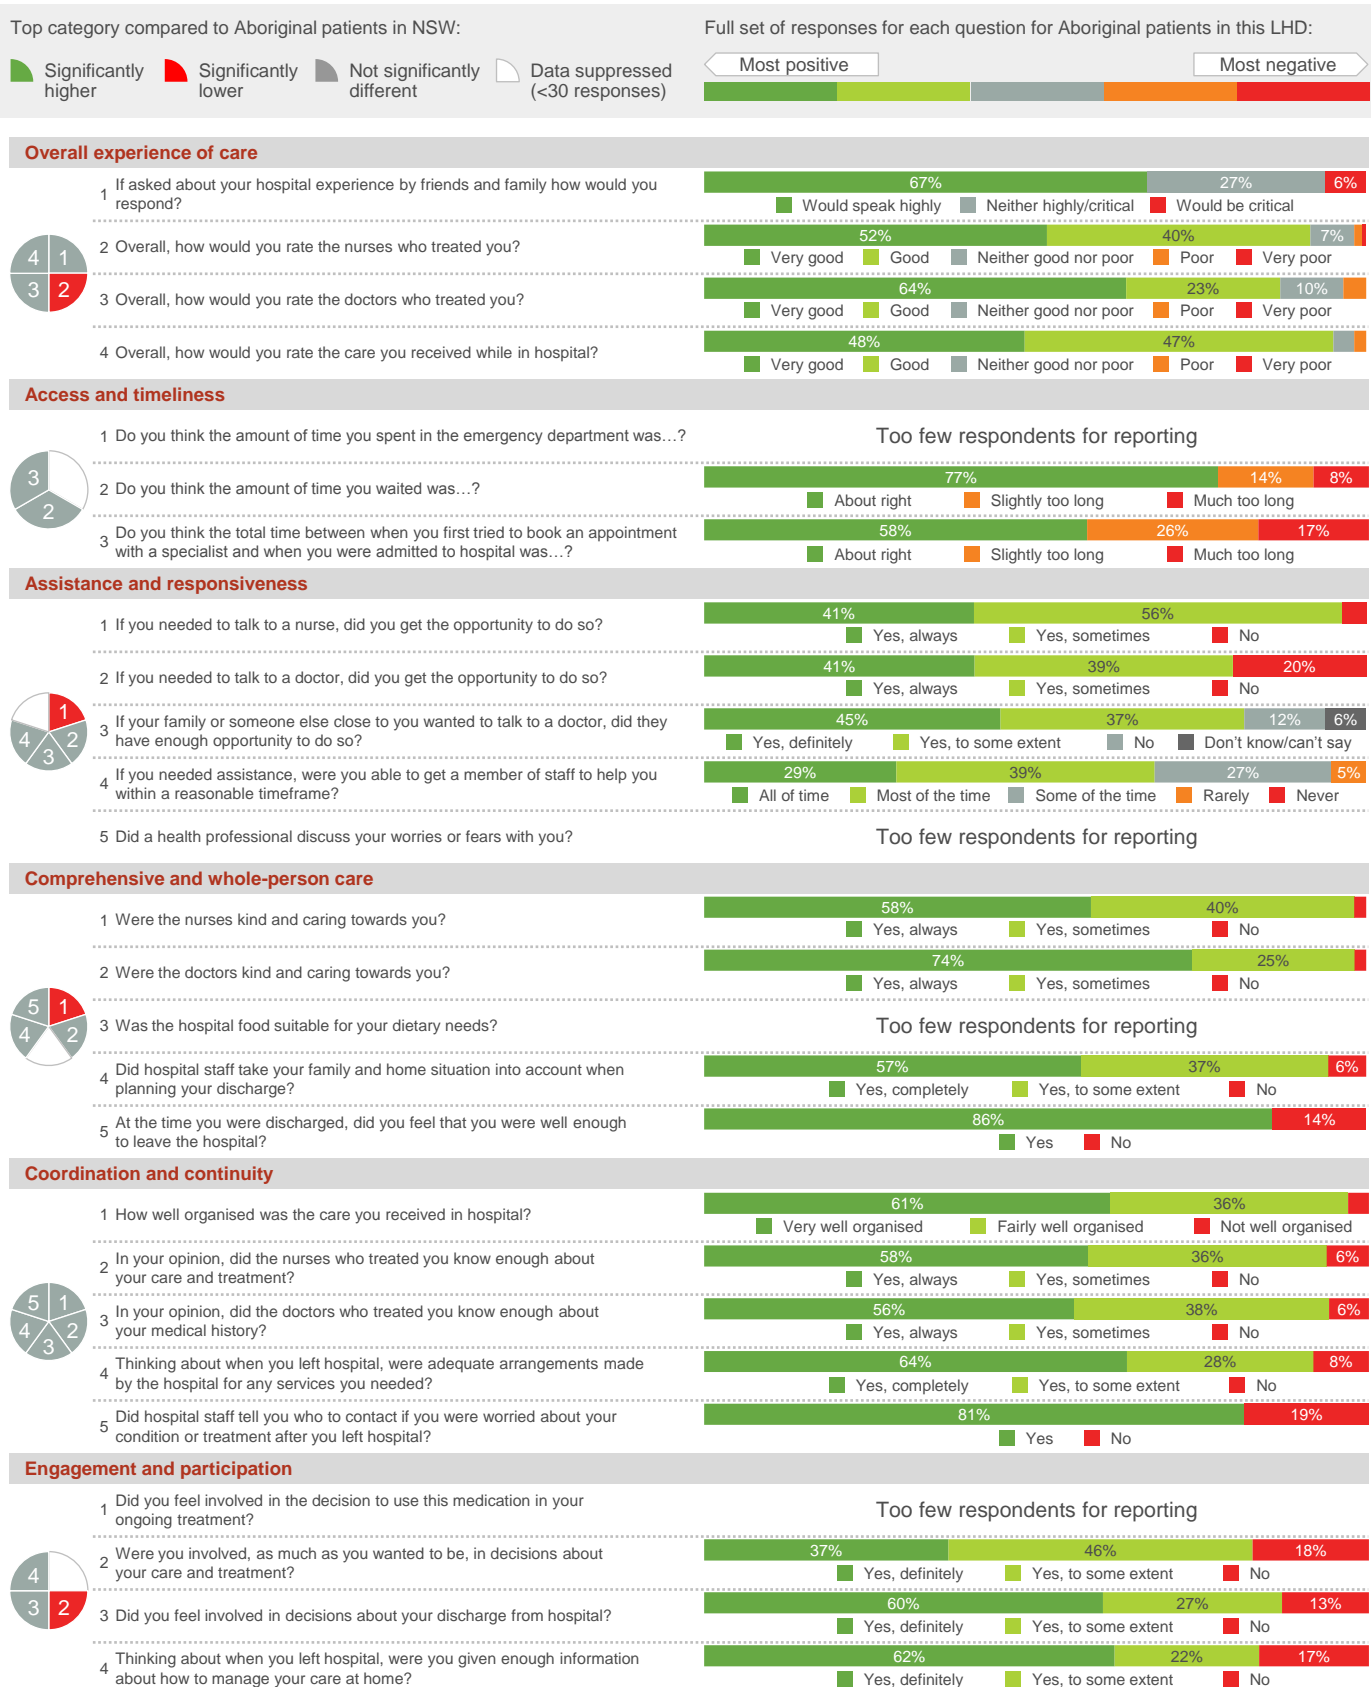 Top category compared to Aboriginal patients in NSW:
Significantly higher
Significantly lower
Not significantly different
Data suppressed (<30 responses)
Full set of responses for each question for Aboriginal patients in this LHD:
Most positive
Most negative
Overall experience of care
4 1
3 2
1 If asked about your hospital experience by friends and family how would you
respond?
67% 27% 6%
Would speak highly Neither highly/critical Would be critical
2 Overall, how would you rate the nurses who treated you?
52% 40% 7%
Very good Good Neither good nor poor Poor Very poor
3 Overall, how would you rate the doctors who treated you?
64% 23% 10%
Very good Good Neither good nor poor Poor Very poor
4 Overall, how would you rate the care you received while in hospital?
48% 47%
Very good Good Neither good nor poor Poor Very poor
Access and timeliness
3
2
1 Do you think the amount of time you spent in the emergency department was…?
Too few respondents for reporting
2 Do you think the amount of time you waited was…?
77% 14% 8%
About right Slightly too long Much too long
3 Do you think the total time between when you first tried to book an appointment
with a specialist and when you were admitted to hospital was…?
58% 26% 17%
About right Slightly too long Much too long
Assistance and responsiveness
1
4 2
3
1 If you needed to talk to a nurse, did you get the opportunity to do so?
41% 56%
Yes, always Yes, sometimes No
2 If you needed to talk to a doctor, did you get the opportunity to do so?
41% 39% 20%
Yes, always Yes, sometimes No
3 If your family or someone else close to you wanted to talk to a doctor, did they
have enough opportunity to do so?
45% 37% 12% 6%
Yes, definitely Yes, to some extent No Don't know/can't say
4 If you needed assistance, were you able to get a member of staff to help you
within a reasonable timeframe?
29% 39% 27% 5%
All of time Most of the time Some of the time Rarely Never
5 Did a health professional discuss your worries or fears with you?
Too few respondents for reporting
Comprehensive and whole-person care
5 1
4 2
1 Were the nurses kind and caring towards you?
58% 40%
Yes, always Yes, sometimes No
2 Were the doctors kind and caring towards you?
74% 25%
Yes, always Yes, sometimes No
3 Was the hospital food suitable for your dietary needs?
Too few respondents for reporting
4 Did hospital staff take your family and home situation into account when
planning your discharge?
57% 37% 6%
Yes, completely Yes, to some extent No
5 At the time you were discharged, did you feel that you were well enough
to leave the hospital?
86% 14%
Yes No
Coordination and continuity
5 1
4 2
3
1 How well organised was the care you received in hospital?
61% 36%
Very well organised Fairly well organised Not well organised
2 In your opinion, did the nurses who treated you know enough about
your care and treatment?
58% 36% 6%
Yes, always Yes, sometimes No
3 In your opinion, did the doctors who treated you know enough about
your medical history?
56% 38% 6%
Yes, always Yes, sometimes No
4 Thinking about when you left hospital, were adequate arrangements made
by the hospital for any services you needed?
64% 28% 8%
Yes, completely Yes, to some extent No
5 Did hospital staff tell you who to contact if you were worried about your
condition or treatment after you left hospital?
81% 19%
Yes No
Engagement and participation
4
3 2
1 Did you feel involved in the decision to use this medication in your
ongoing treatment?
Too few respondents for reporting
2 Were you involved, as much as you wanted to be, in decisions about
your care and treatment?
37% 46% 18%
Yes, definitely Yes, to some extent No
3 Did you feel involved in decisions about your discharge from hospital?
60% 27% 13%
Yes, definitely Yes, to some extent No
4 Thinking about when you left hospital, were you given enough information
about how to manage your care at home?
62% 22% 17%
Yes, definitely Yes, to some extent No